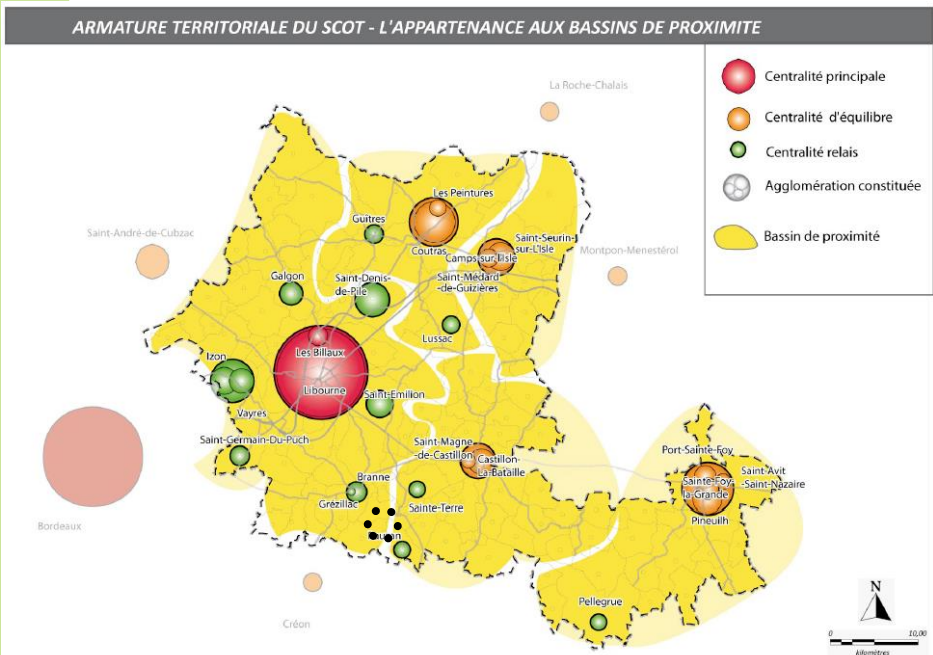 ARMATURE TERRITORIALE DU SCOT - L'APPARTENANCE AUX BASSINS DE PROXIMITE
Centralité principale
Centralité d'équilibre
Centralité relais
Agglomération constituée
Bassin de proximité
La Roche-Chalais
Les Peintures
Guitres
Saint-André-de-Cubzac
Coutras
Saint-Seurin-
sur-L'Isle
Camps-sur-l'Isle
Montpon-Menestérol
Galgon
Saint-Denis-
de-Pile
Saint-Médard
-de-Guizières
Lussac
Les Billaux
Izon
Libourne
Saint-Emilion
Vayres
Saint-Germain-Du-Puch
Saint-Magne
-de-Castillon
Castillon-
La-Bataille
Port-Sainte-Foy
Saint-Avit
-Saint-Nazaire
Sainte-Foy-
la-Grande
Pineuilh
Branne
Grézillac
Sainte-Terre
Bordeaux
Créon
Pellegrue
N
0 10,00
kilomètres